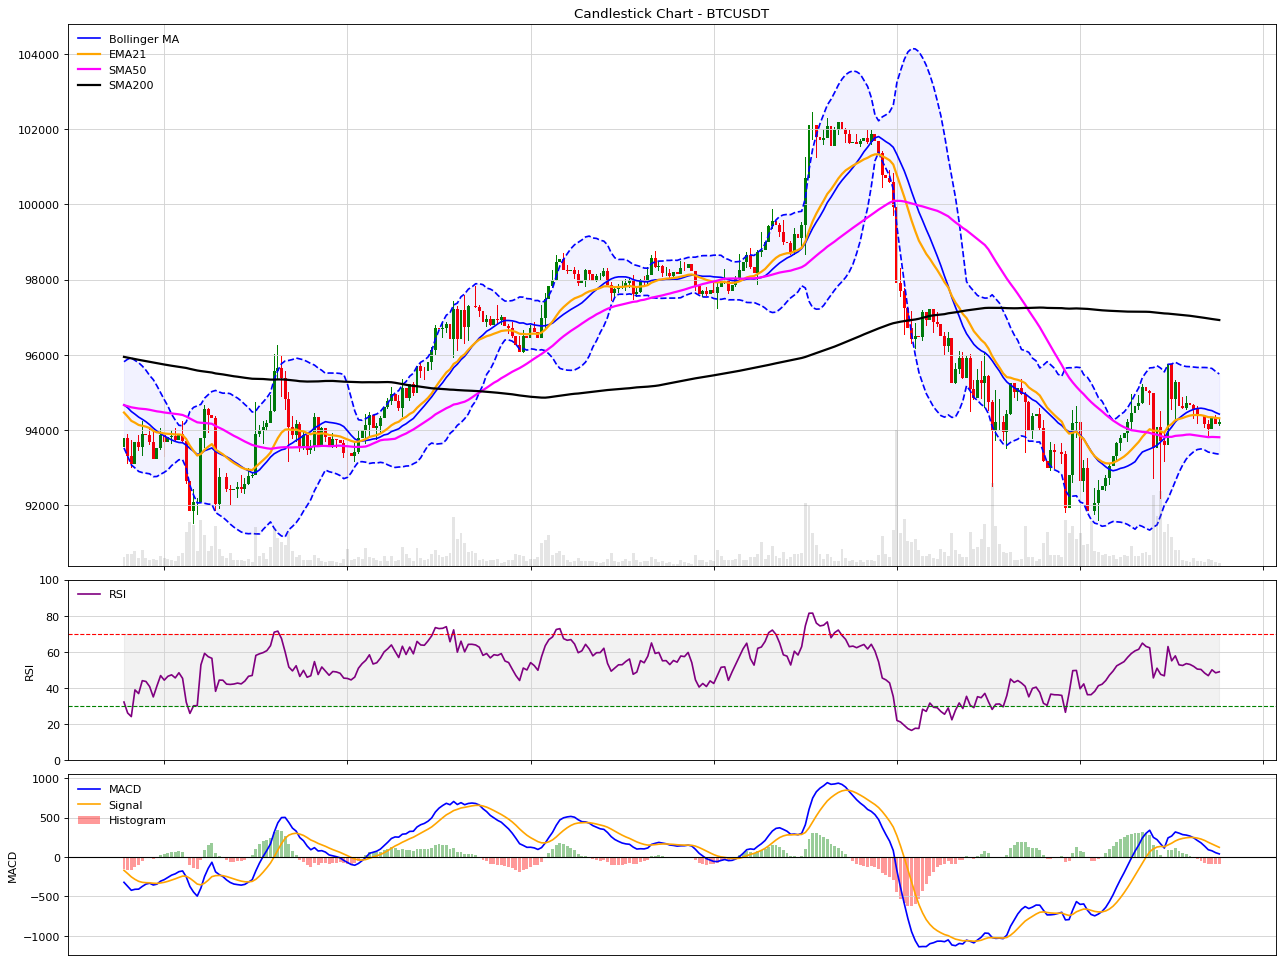 Candlestick Chart - BTCUSDT
Bollinger MA
EMA21
SMA50
SMA200
104000
102000
100000
98000
96000
94000
92000
RSI
100
80
60
40
20
0
RSI
MACD
Signal
Histogram
1000
500
0
−500
−1000
MACD